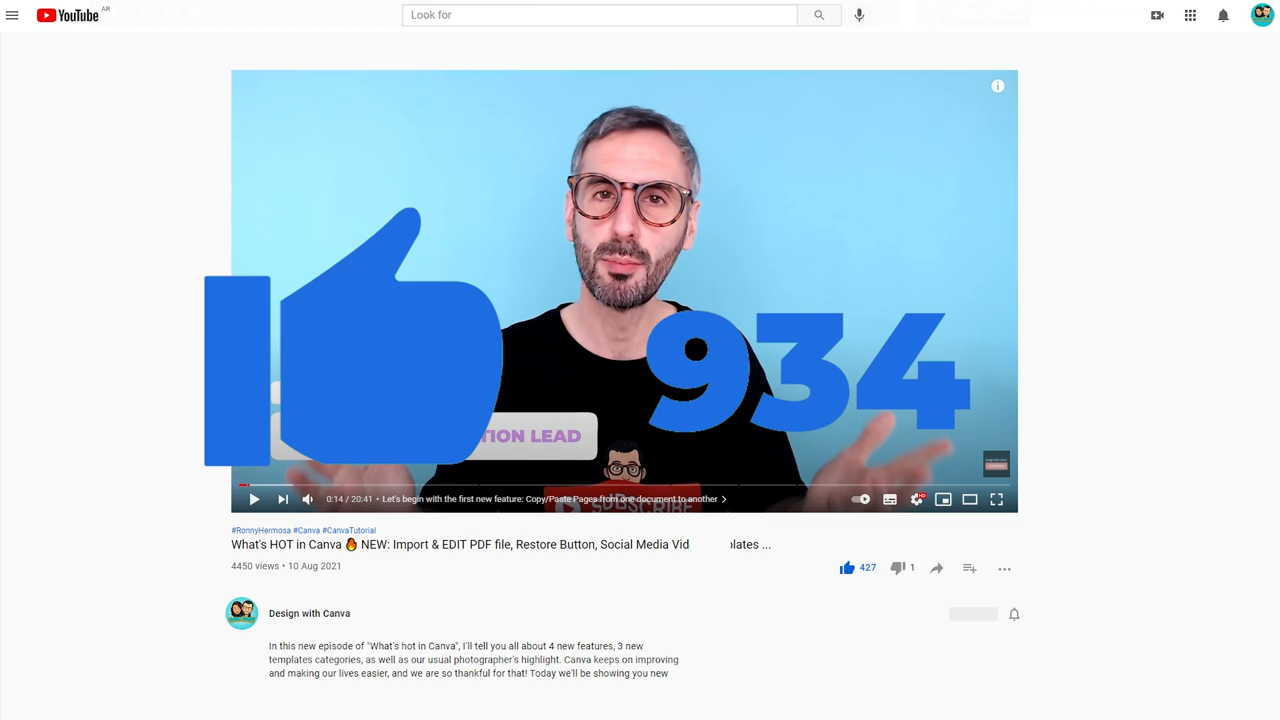 YouTube AR
Look for
934
TION LEAD
SUBSCRIBE
0:14 / 20:41 • Let's begin with the first new feature: Copy/Paste Pages from one document to another
HD
#RonnyHermosa #Canva #CanvaTutorial
What's HOT in Canva 🔥 NEW: Import & EDIT PDF file, Restore Button, Social Media Vid lates ...
4450 views • 10 Aug 2021
427 1
Design with Canva
In this new episode of "What's hot in Canva", I'll tell you all about 4 new features, 3 new
templates categories, as well as our usual photographer's highlight. Canva keeps on improving
and making our lives easier, and we are so thankful for that! Today we'll be showing you new